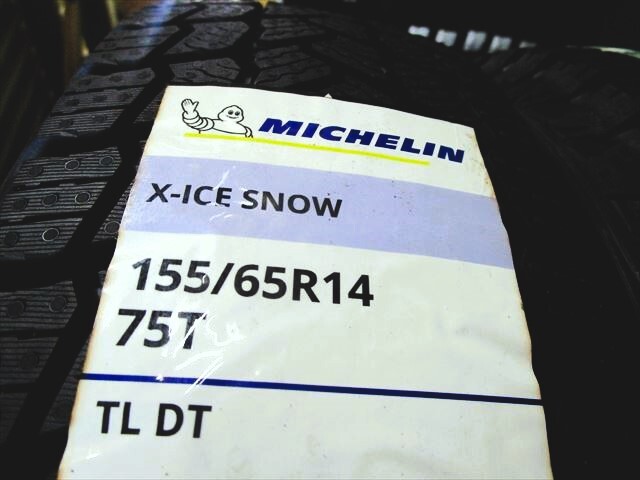 MICHELIN
X-ICE SNOW
155/65R14
75T
TL DT